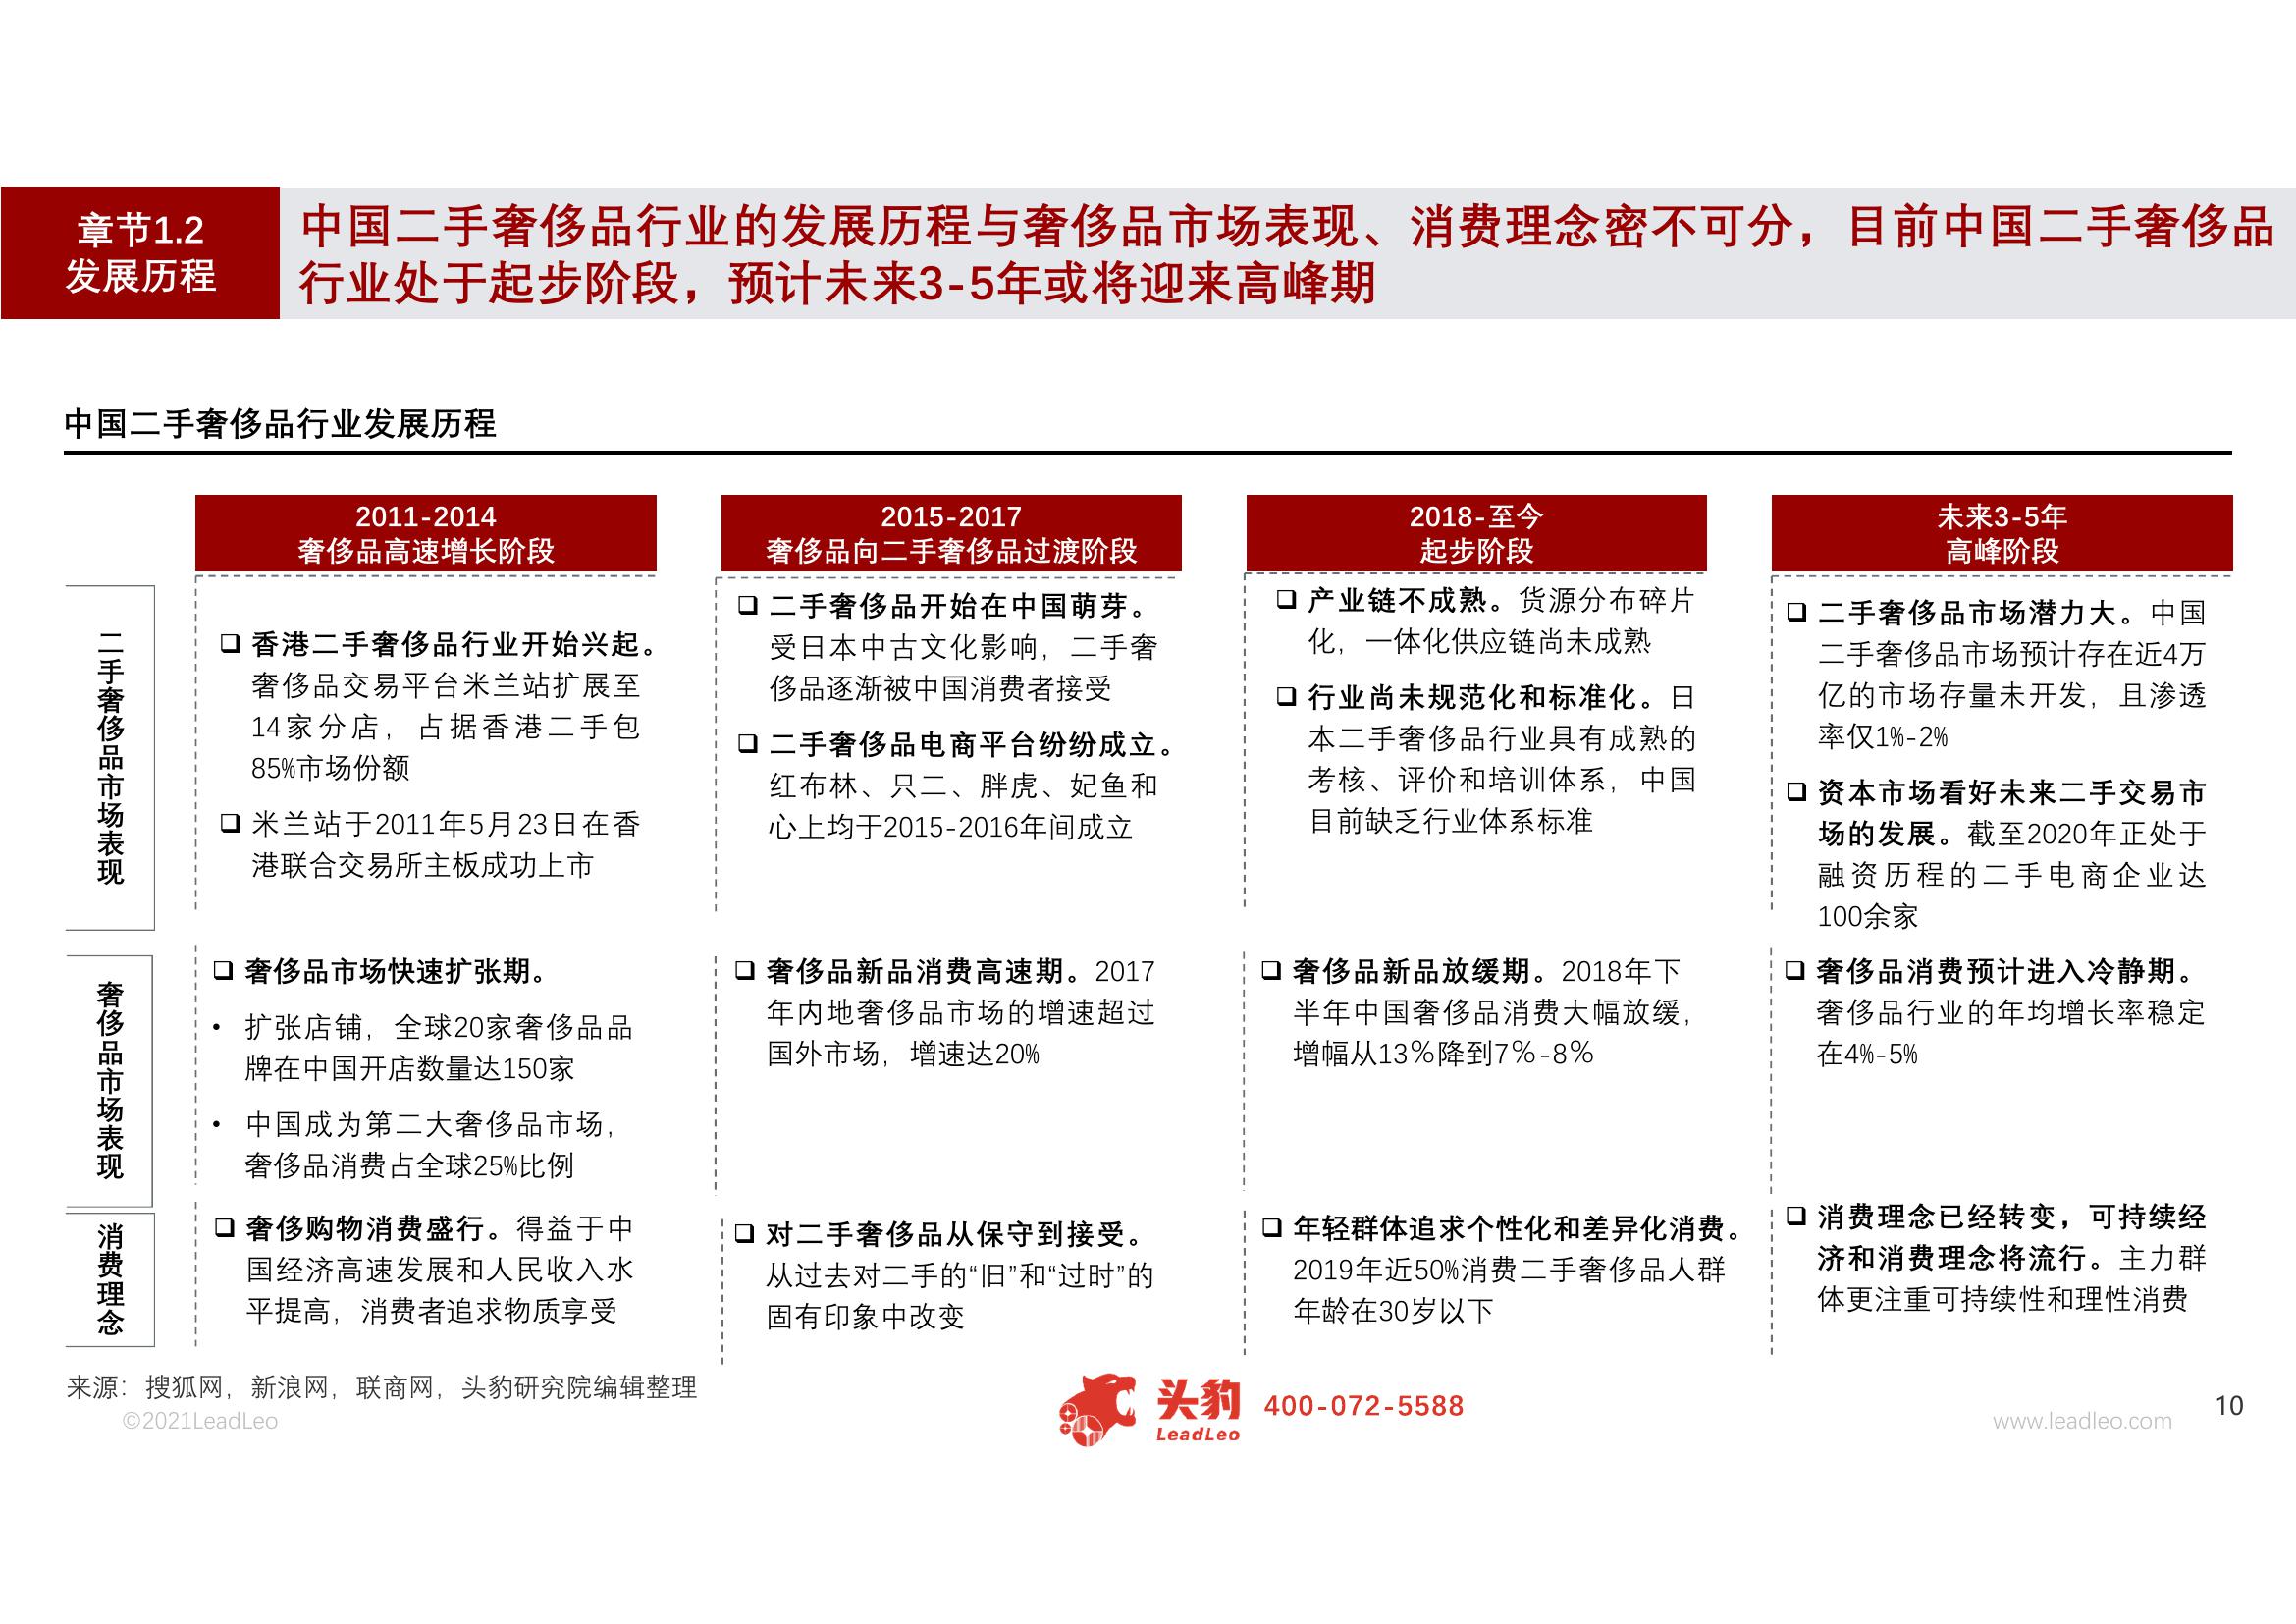 章节1.2
发展历程
中国二手奢侈品行业的发展历程与奢侈品市场表现、消费理念密不可分，目前中国二手奢侈品
行业处于起步阶段，预计未来3-5年或将迎来高峰期
中国二手奢侈品行业发展历程
2011-2014
奢侈品高速增长阶段
2015-2017
奢侈品向二手奢侈品过渡阶段
2018-至今
起步阶段
未来3-5年
高峰阶段
二手奢侈品市场表现
❑ 香港二手奢侈品行业开始兴起。
奢侈品交易平台米兰站扩展至
14家分店，占据香港二手包
85%市场份额
❑ 米兰站于2011年5月23日在香
港联合交易所主板成功上市
❑ 二手奢侈品开始在中国萌芽。
受日本中古文化影响，二手奢
侈品逐渐被中国消费者接受
❑ 二手奢侈品电商平台纷纷成立。
红布林、只二、胖虎、妃鱼和
心上均于2015-2016年间成立
❑ 产业链不成熟。货源分布碎片
化，一体化供应链尚未成熟
❑ 行业尚未规范化和标准化。日
本二手奢侈品行业具有成熟的
考核、评价和培训体系，中国
目前缺乏行业体系标准
❑ 二手奢侈品市场潜力大。中国
二手奢侈品市场预计存在近4万
亿的市场存量未开发，且渗透
率仅1%-2%
❑ 资本市场看好未来二手交易市
场的发展。截至2020年正处于
融资历程的二手电商企业达
100余家
奢侈品市场表现
❑ 奢侈品市场快速扩张期。
• 扩张店铺，全球20家奢侈品品
牌在中国开店数量达150家
• 中国成为第二大奢侈品市场，
奢侈品消费占全球25%比例
❑ 奢侈品新品消费高速期。2017
年内地奢侈品市场的增速超过
国外市场，增速达20%
❑ 奢侈品新品放缓期。2018年下
半年中国奢侈品消费大幅放缓，
增幅从13%降到7%-8%
❑ 奢侈品消费预计进入冷静期。
奢侈品行业的年均增长率稳定
在4%-5%
消费理念
❑ 奢侈购物消费盛行。得益于中
国经济高速发展和人民收入水
平提高，消费者追求物质享受
❑ 对二手奢侈品从保守到接受。
从过去对二手的“旧”和“过时”的
固有印象中改变
❑ 年轻群体追求个性化和差异化消费。
2019年近50%消费二手奢侈品人群
年龄在30岁以下
❑ 消费理念已经转变，可持续经
济和消费理念将流行。主力群
体更注重可持续性和理性消费
来源：搜狐网，新浪网，联商网，头豹研究院编辑整理
©2021LeadLeo
头豹
LeadLeo
400-072-5588
www.leadleo.com
10